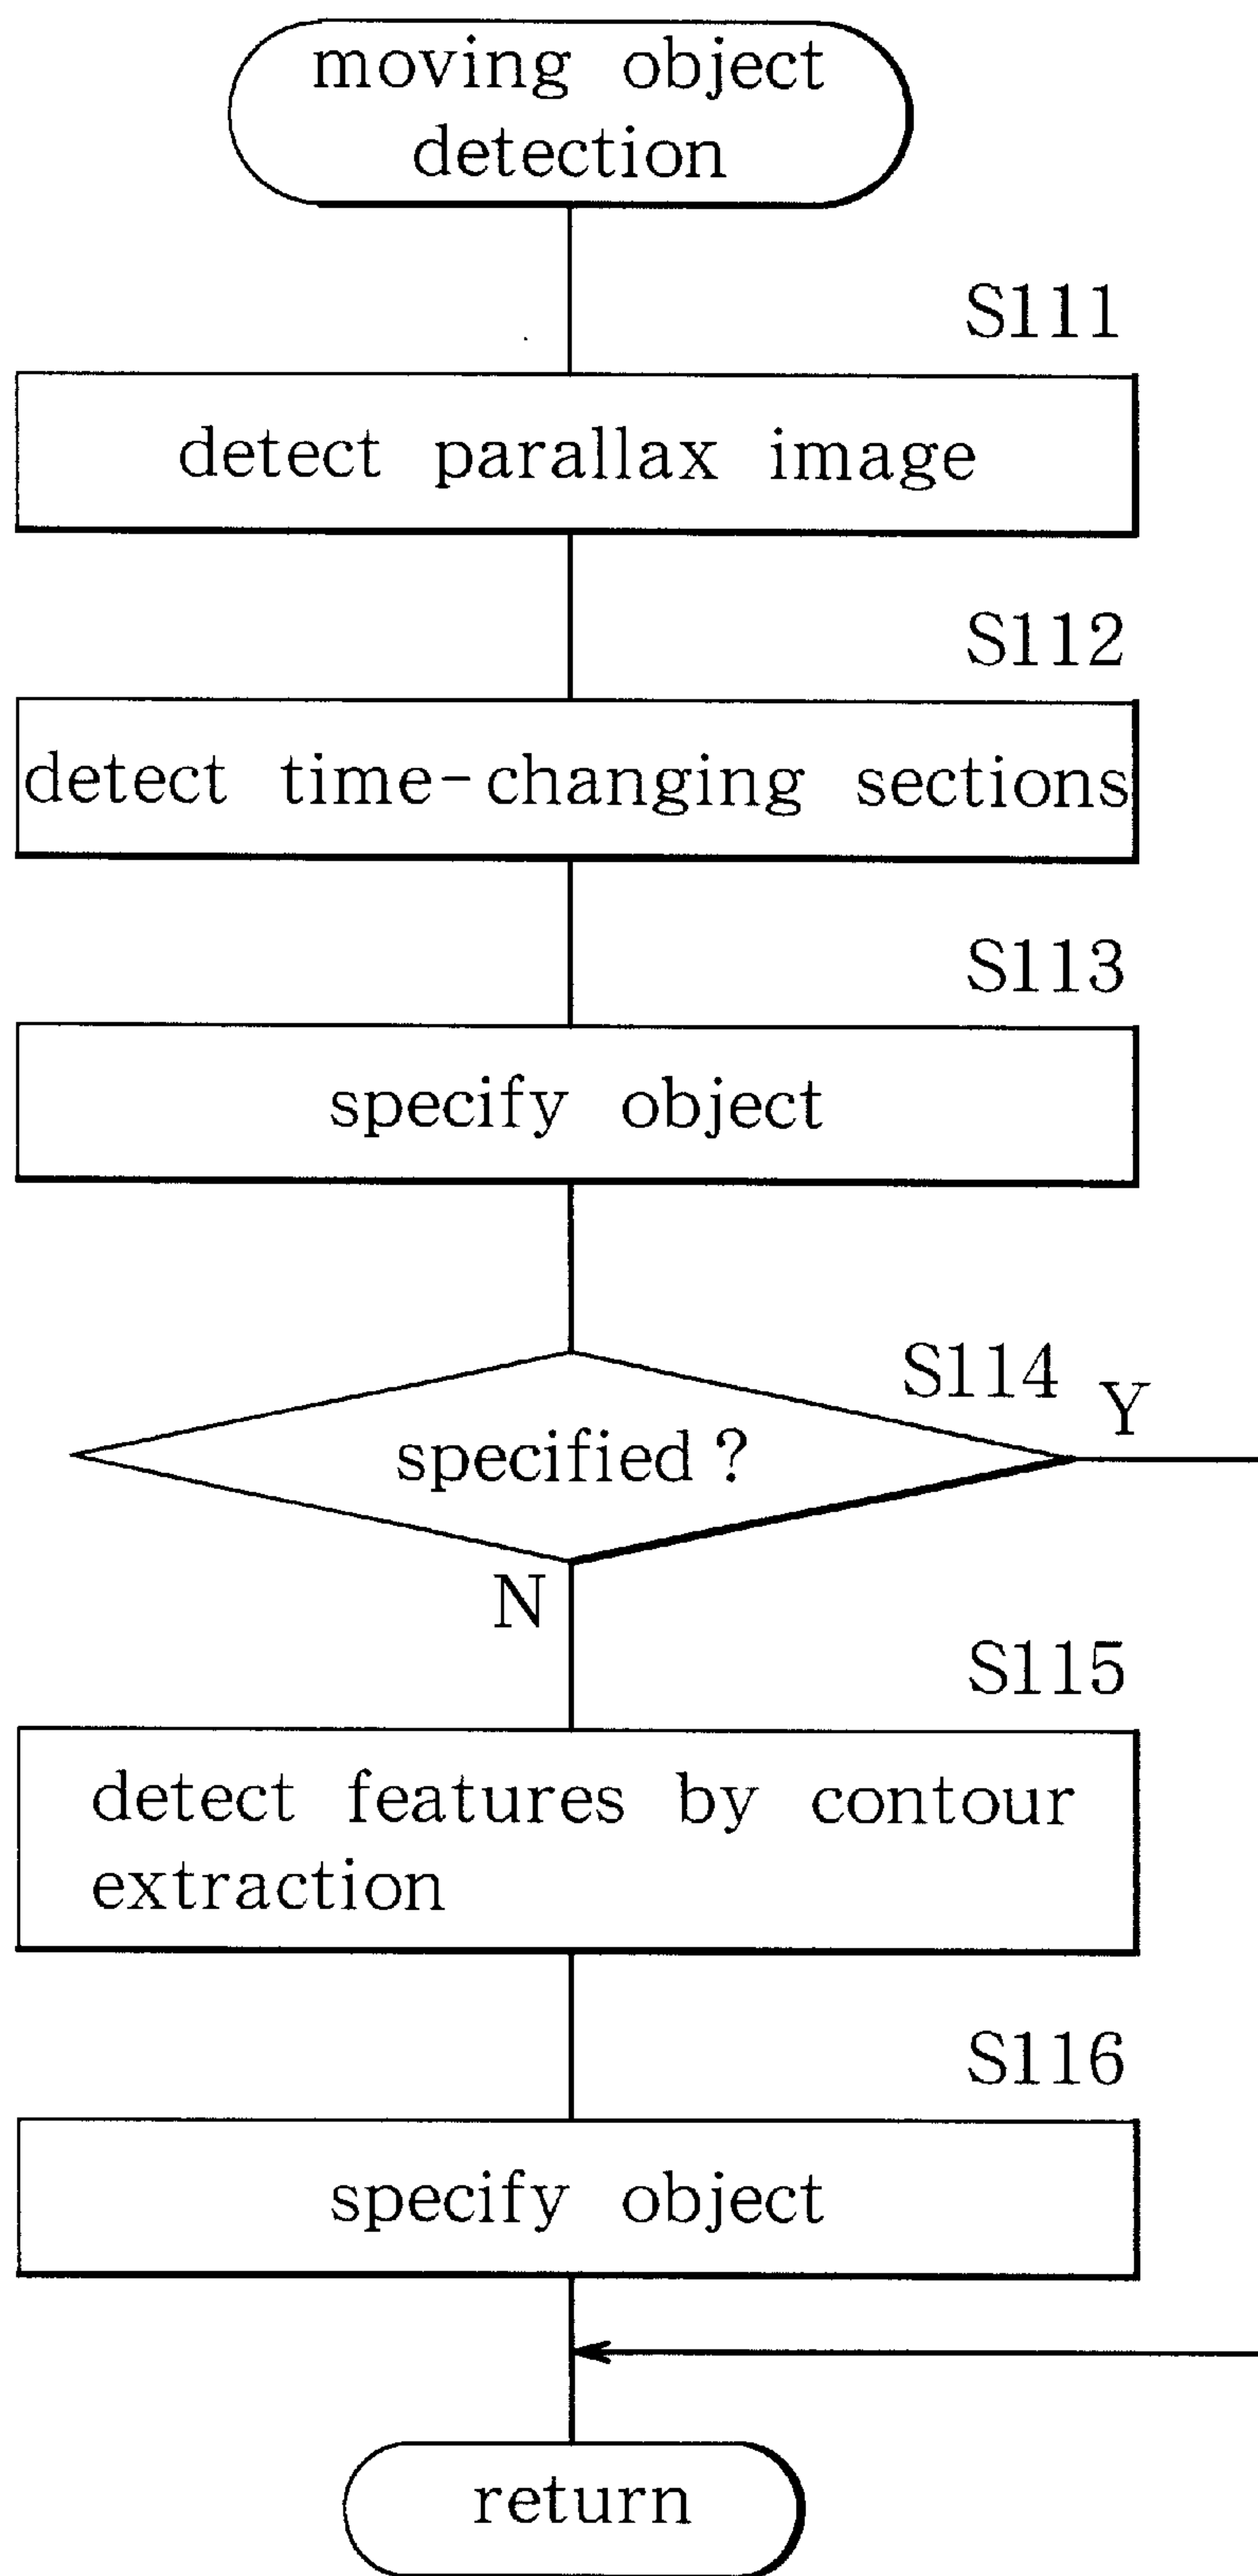 moving object
detection
S111
detect parallax image
S112
detect time-changing sections
S113
specify object
S114
Y
specified ?
N
S115
detect features by contour
extraction
S116
specify object
return